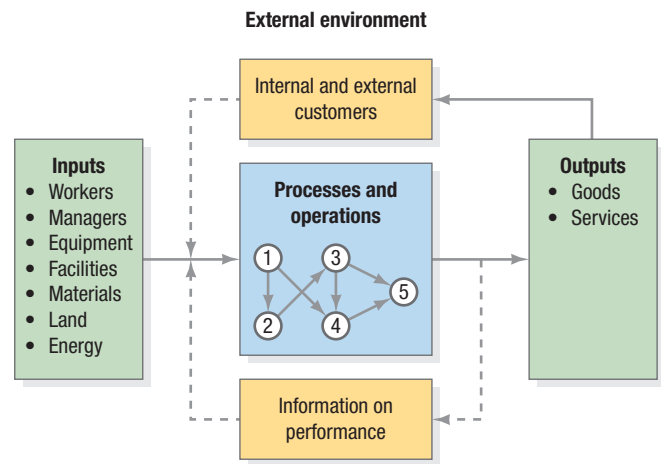 External environment
Internal and external
customers
Inputs
• Workers
• Managers
• Equipment
• Facilities
• Materials
• Land
• Energy
Processes and
operations
1
3
5
2
4
Outputs
• Goods
• Services
Information on
performance